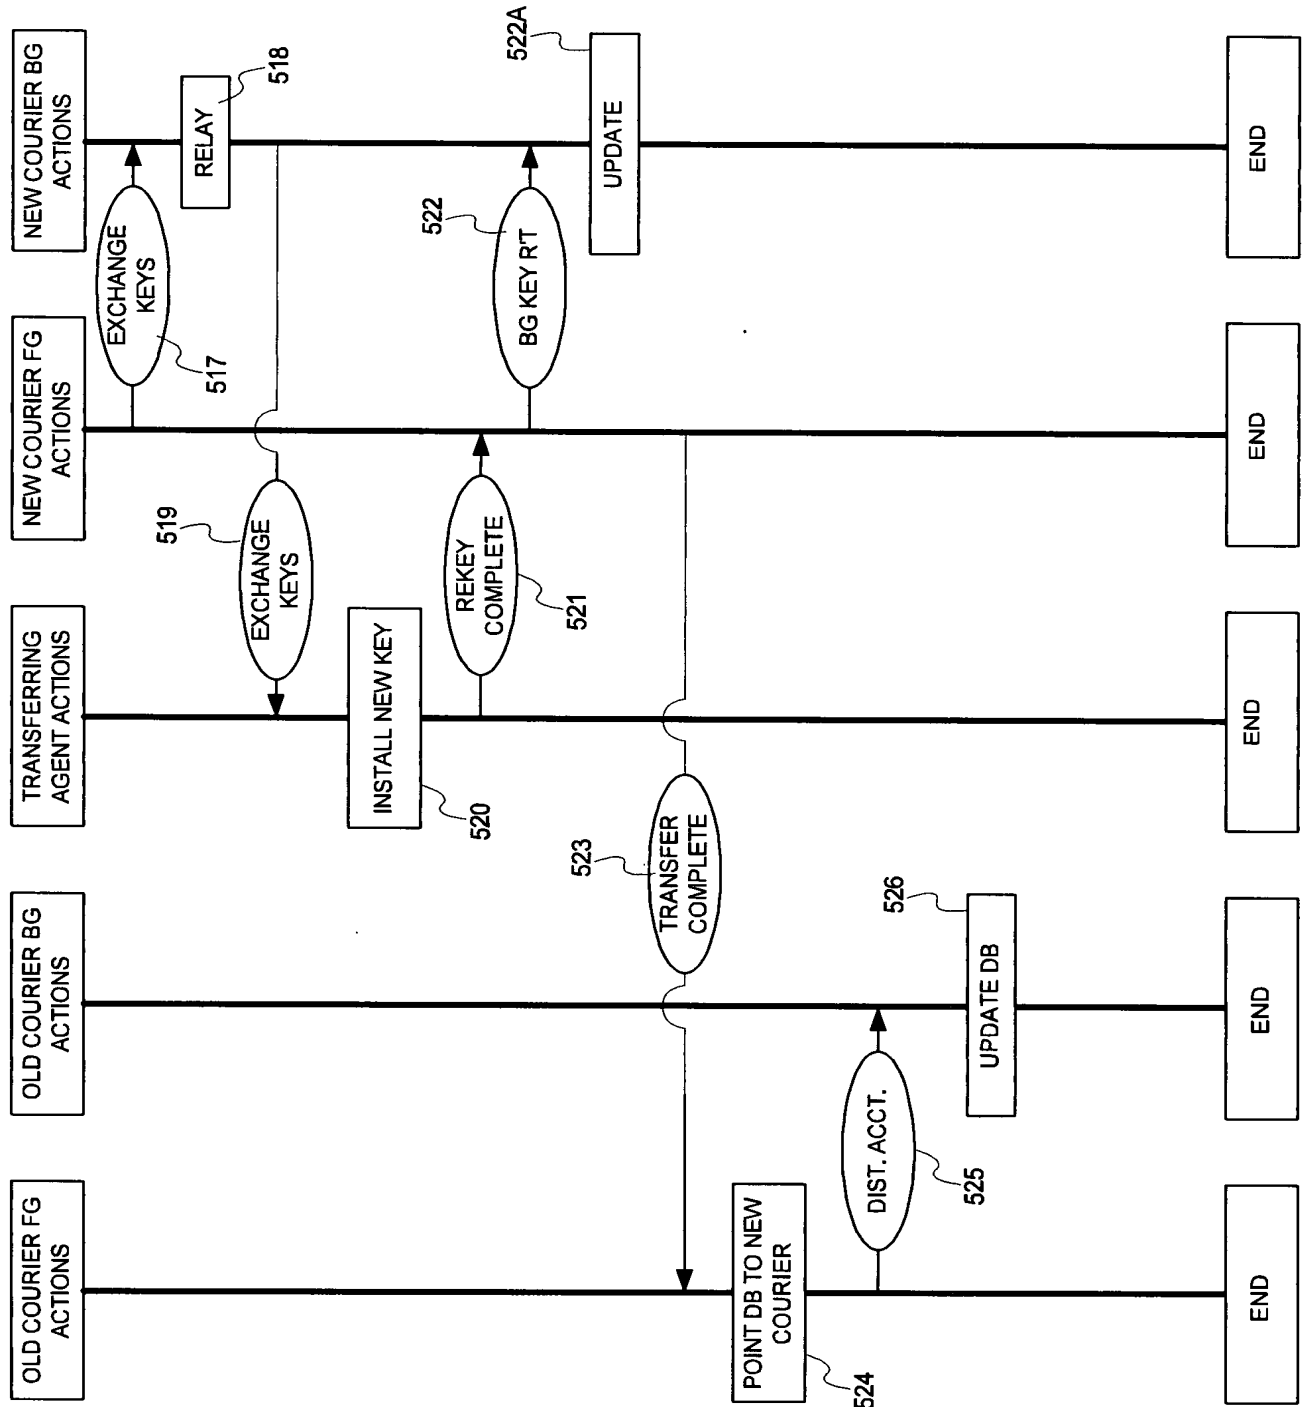 OLD COURIER FG
ACTIONS
OLD COURIER BG
ACTIONS
TRANSFERRING
AGENT ACTIONS
NEW COURIER FG
ACTIONS
NEW COURIER BG
ACTIONS
EXCHANGE
KEYS
517
RELAY
518
519
EXCHANGE
KEYS
INSTALL NEW KEY
520
REKEY
COMPLETE
521
522
BG KEY R'T
522A
UPDATE
523
TRANSFER
COMPLETE
POINT DB TO NEW
COURIER
524
DIST. ACCT.
525
526
UPDATE DB
END
END
END
END
END